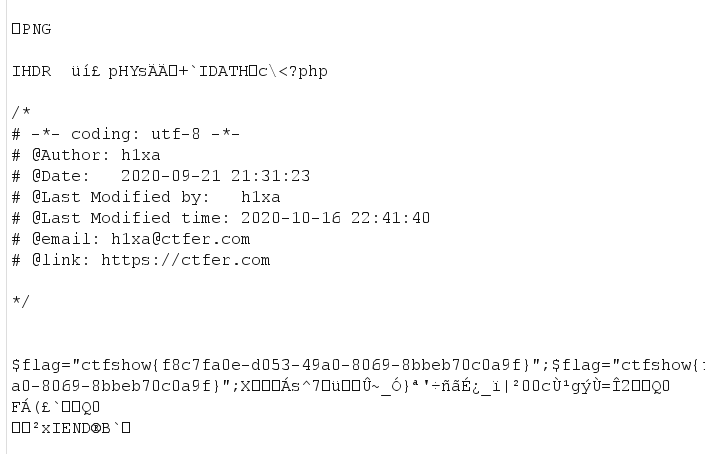 □PNG
IHDR üí£ pHYsÄÄ□+`IDATH□c\<?php
/*
# -*- coding: utf-8 -*-
# @Author: h1xa
# @Date: 2020-09-21 21:31:23
# @Last Modified by: h1xa
# @Last Modified time: 2020-10-16 22:41:40
# @email: h1xa@ctfer.com
# @link: https://ctfer.com
*/
$flag="ctfshow{f8c7fa0e-d053-49a0-8069-8bbeb70c0a9f}";$flag="ctfshow{f
a0-8069-8bbeb70c0a9f}";X□□□Ás^7□ü□□Û~_Ó}ª'÷ñãÉ¿_ï|²00cÙ¹gýÙ=Î2□□Q0
FÁ(£`□□Q0
□□²xIEND®B`□